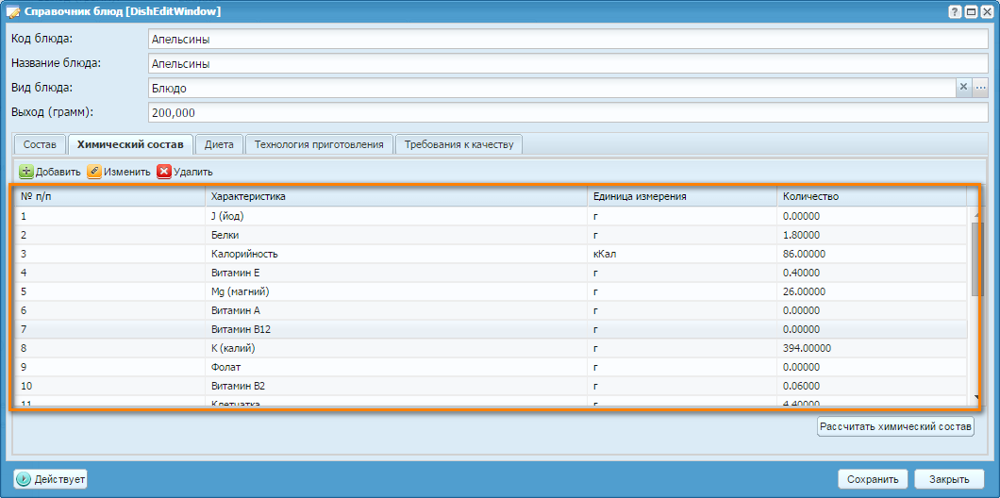 Справочник блюд [DishEditWindow]
Код блюда: Апельсины
Название блюда: Апельсины
Вид блюда: Блюдо
Выход (грамм): 200,000
Состав Химический состав Диета Технология приготовления Требования к качеству
Добавить Изменить Удалить
№ п/п Характеристика Единица измерения Количество
1 J (йод) г 0.00000
2 Белки г 1.80000
3 Калорийность кКал 86.00000
4 Витамин E г 0.40000
5 Mg (магний) г 26.00000
6 Витамин A г 0.00000
7 Витамин B12 г 0.00000
8 K (калий) г 394.00000
9 Фолат г 0.00000
10 Витамин B2 г 0.06000
11 Клетчатка г 4.40000
Рассчитать химический состав
Действует Сохранить Закрыть